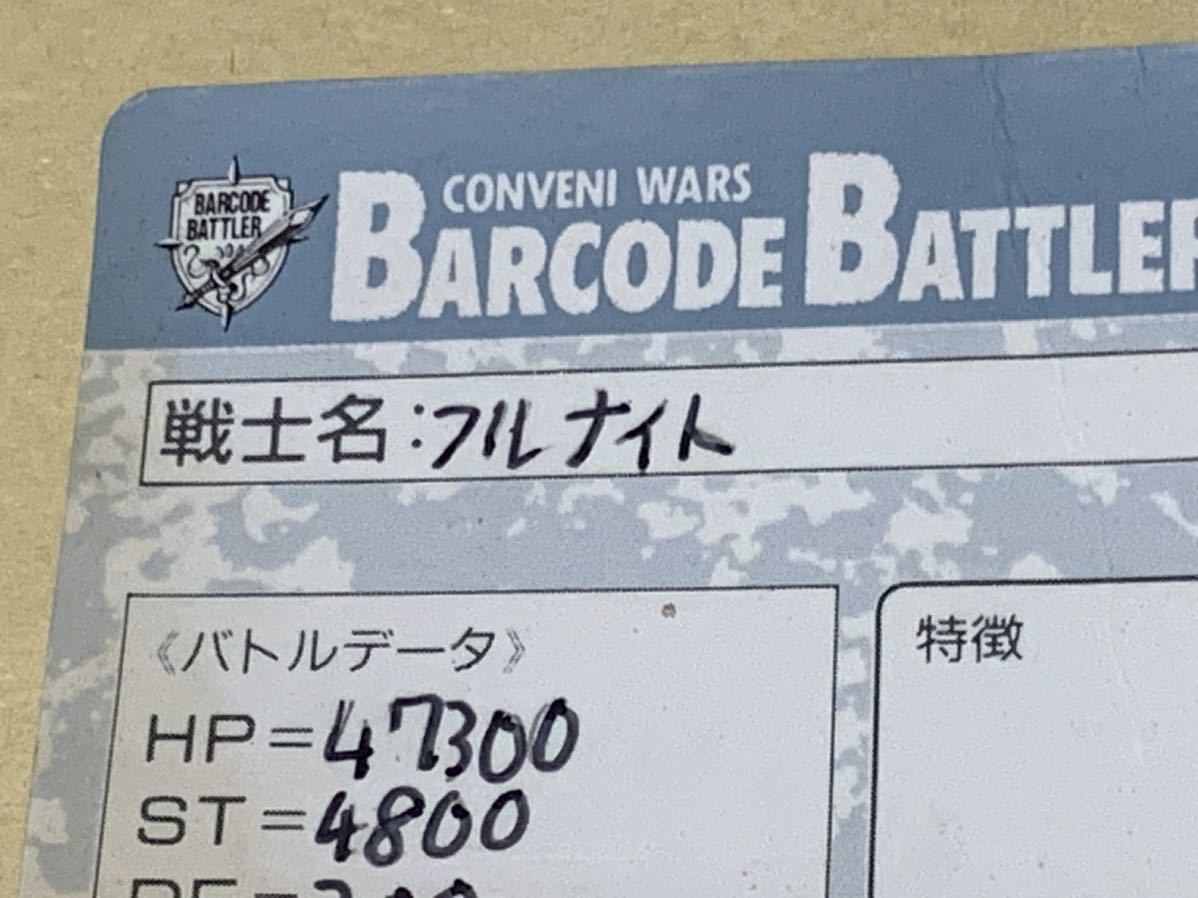 BARCODE
BATTLER
CONVENI WARS
BARCODE BATTLER
戦士名：フルナイト
《バトルデータ》
HP=47300
ST=4800
特徴